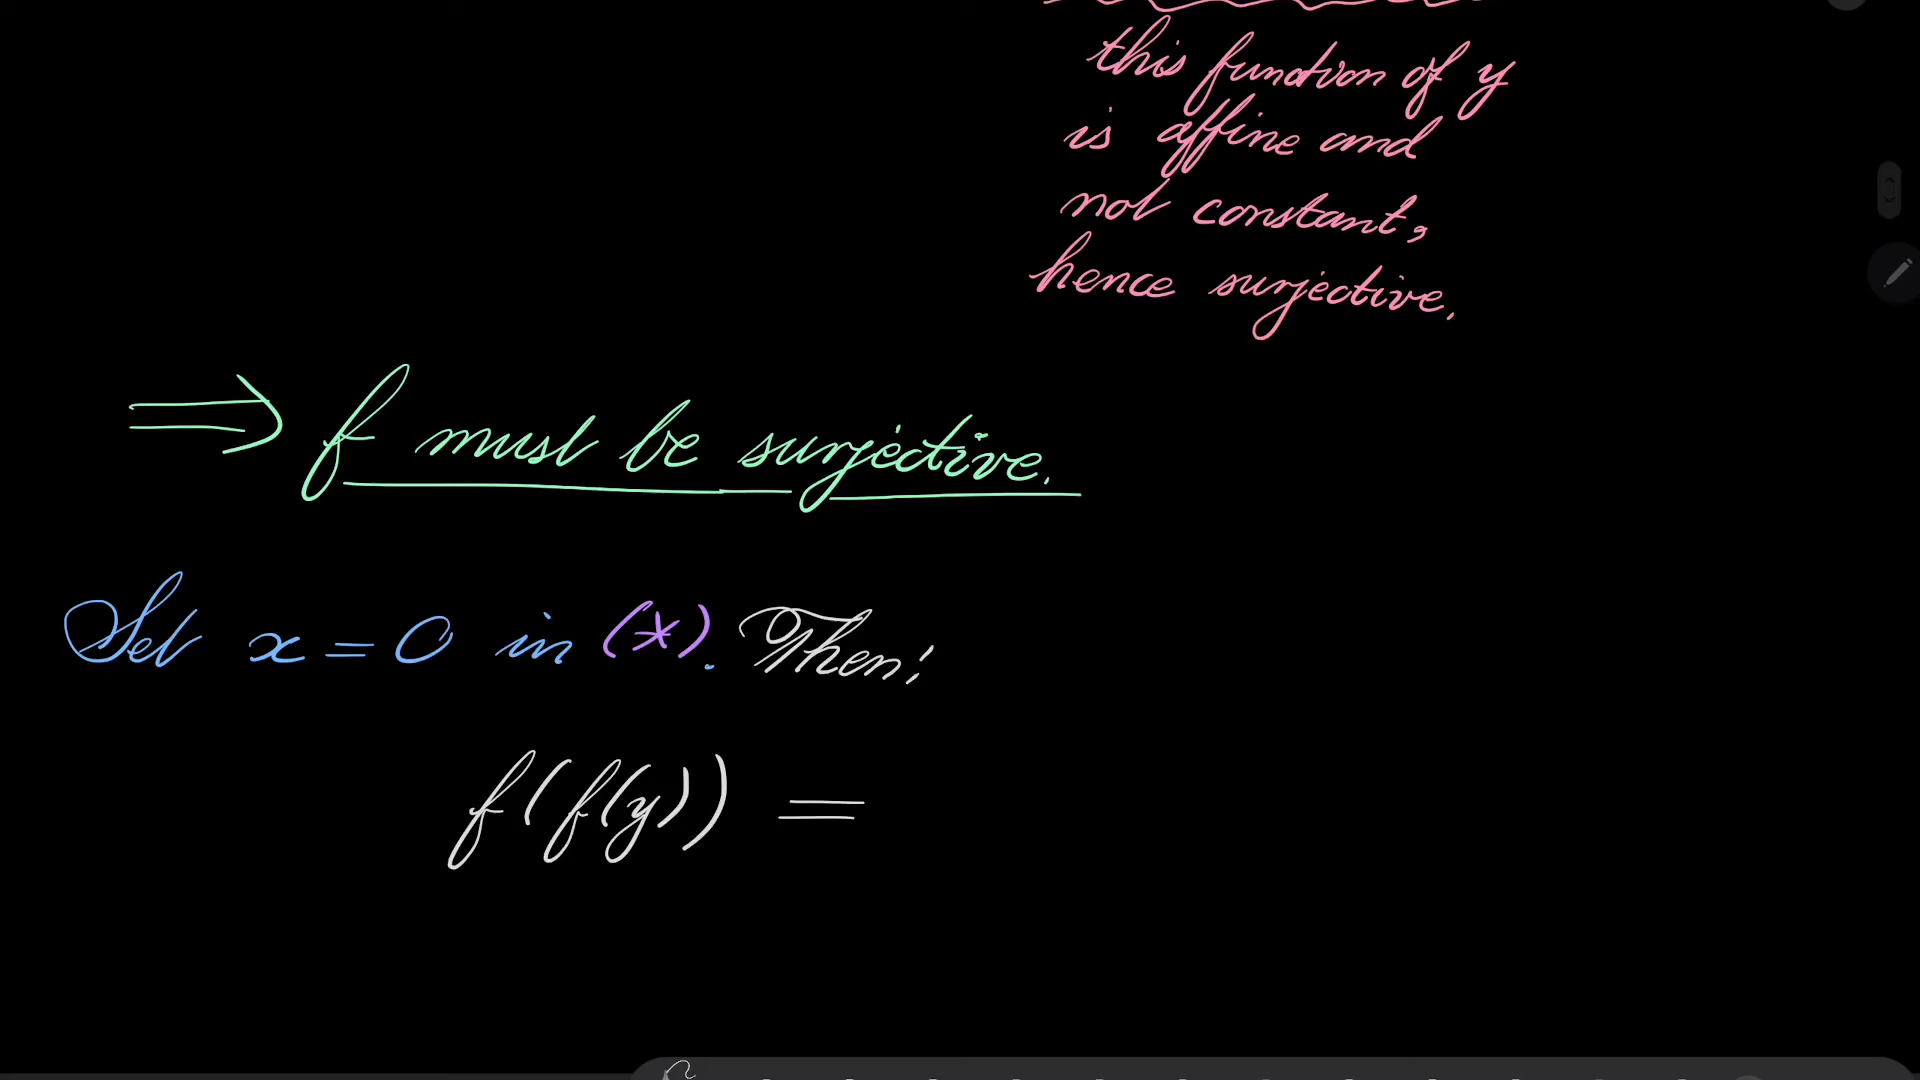 this function of y
is affine and
not constant,
hence surjective.
⟹ f must be surjective.
Set x = 0 in (*). Then:
f(f(y)) =